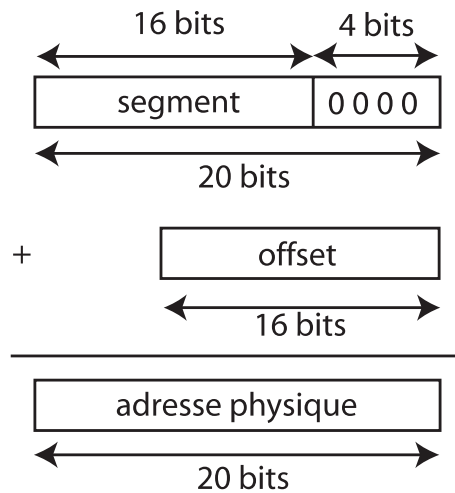 16 bits 4 bits
segment 0 0 0 0
20 bits
+ offset
16 bits
adresse physique
20 bits